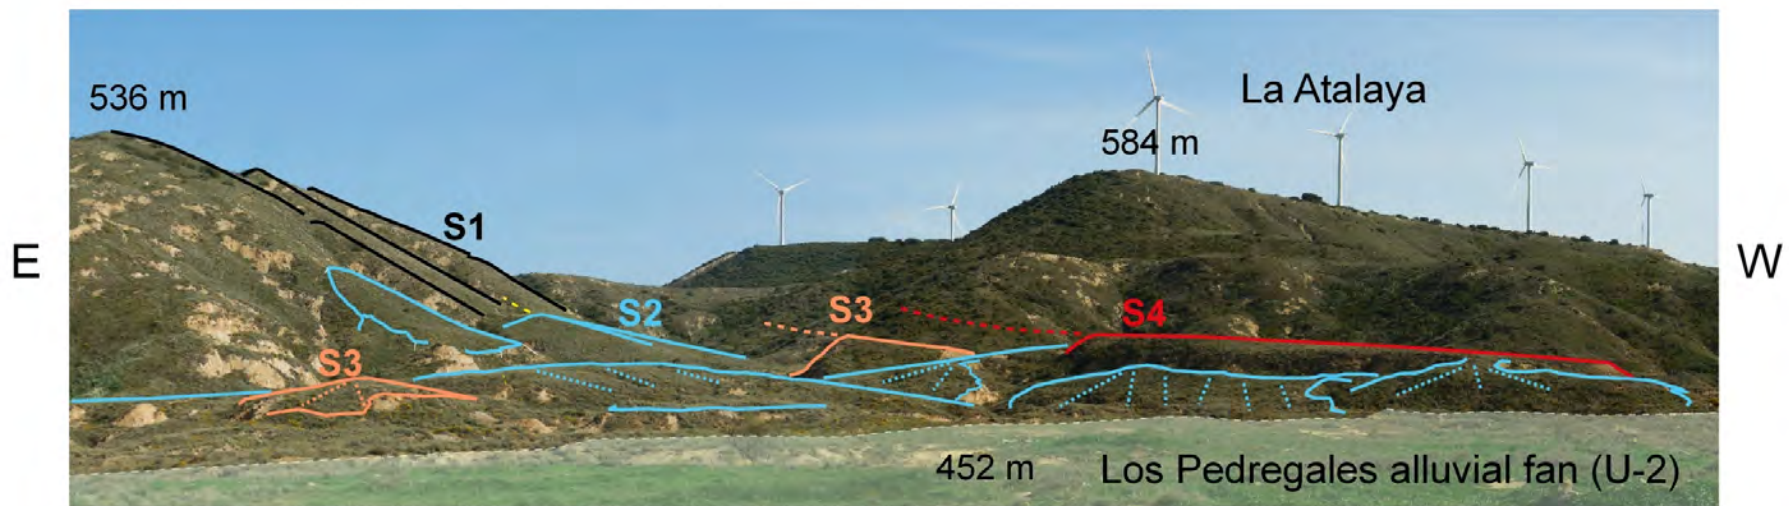 La Atalaya
536 m
584 m
S1
E
W
S2
S3
S4
S3
452 m
Los Pedregales alluvial fan (U-2)